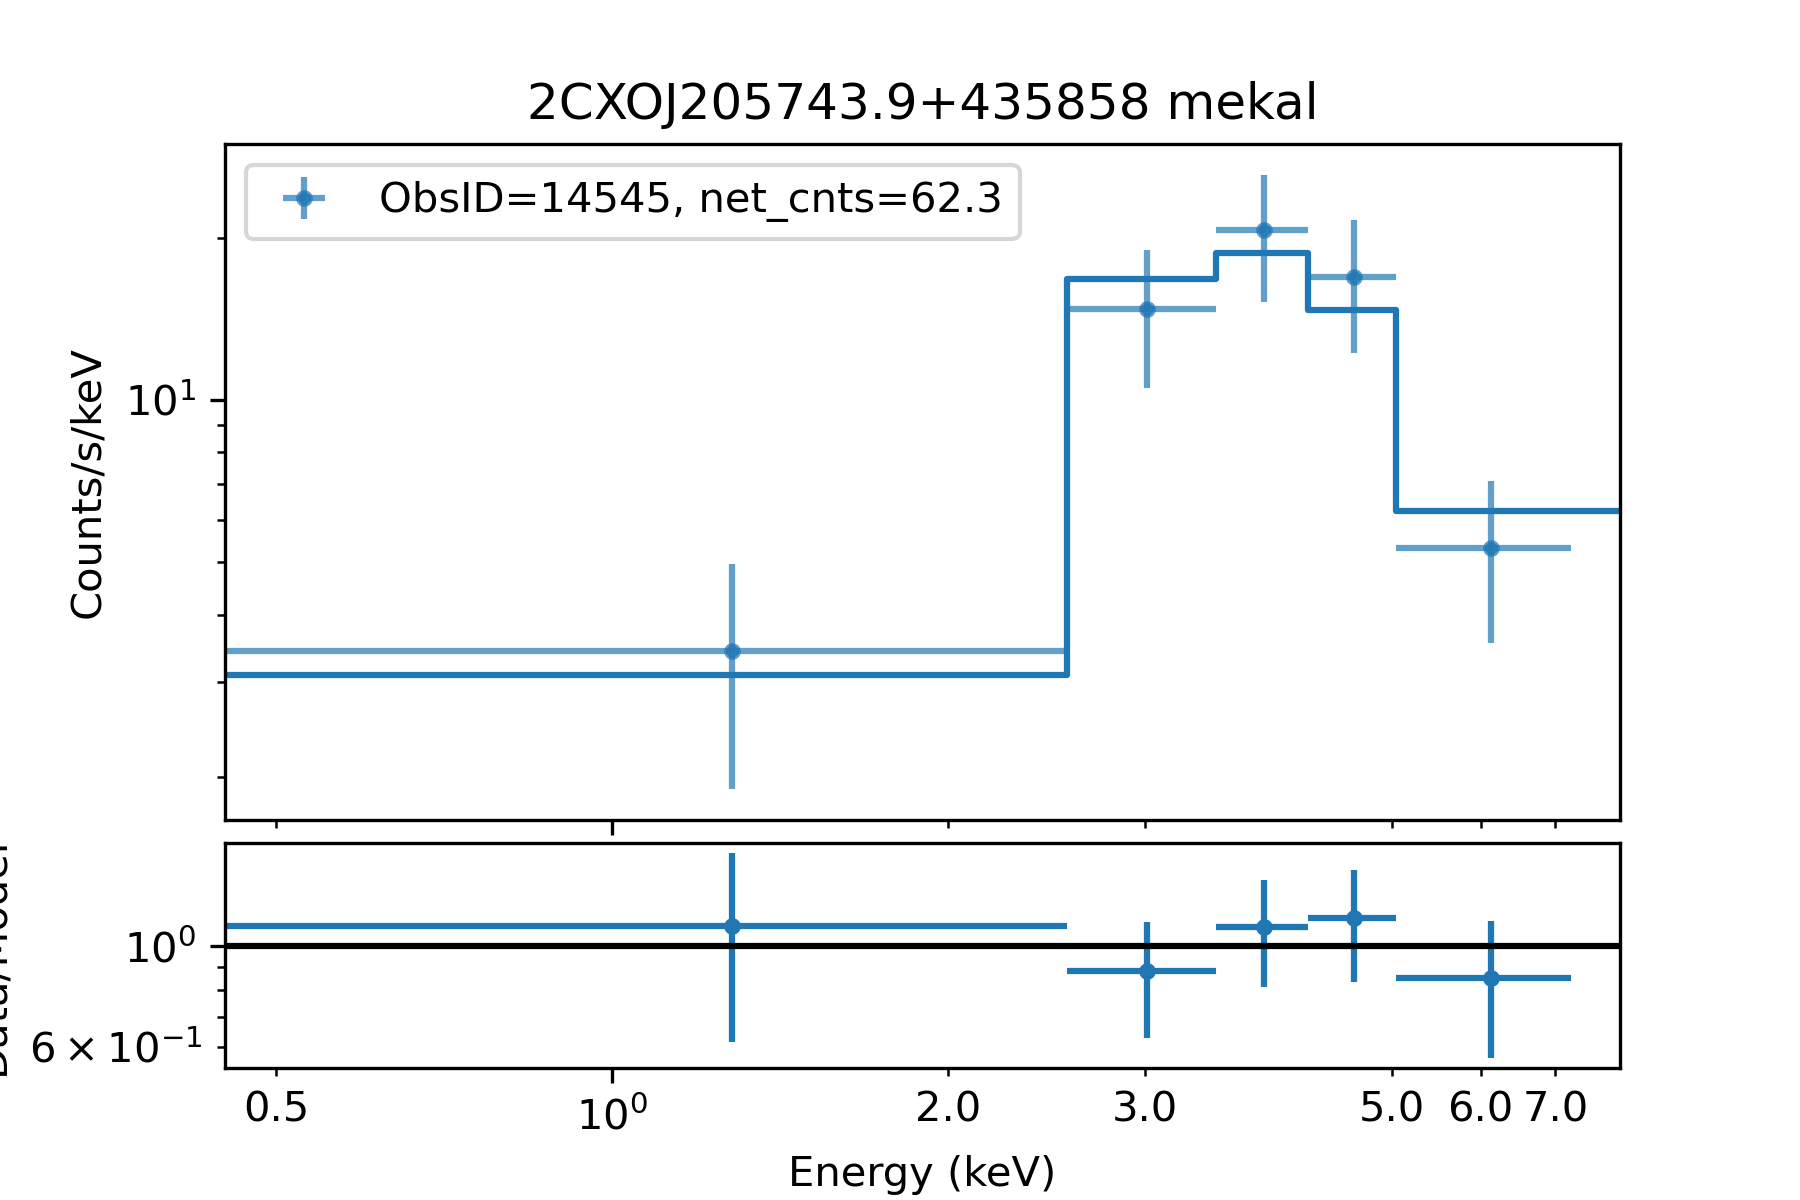 2CXOJ205743.9+435858 mekal
ObsID=14545, net_cnts=62.3
Counts/s/keV
10¹
10⁰
6 × 10⁻¹
0.5 10⁰ 2.0 3.0 5.0 6.0 7.0
Energy (keV)